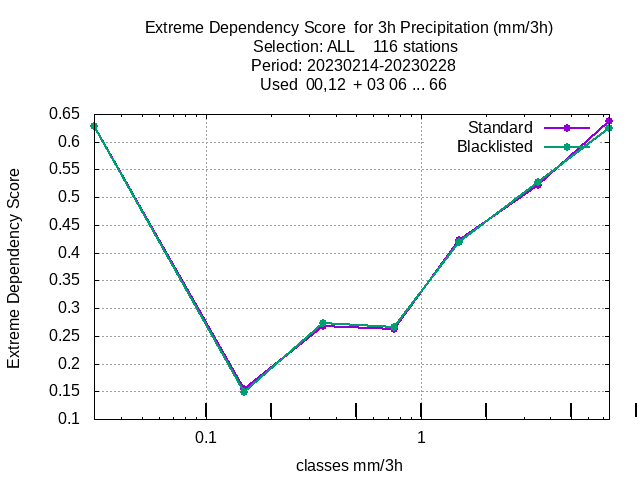 Extreme Dependency Score  for 3h Precipitation (mm/3h)
Selection: ALL    116 stations
Period: 20230214-20230228
Used  00,12  + 03 06 ... 66
Standard
Blacklisted
Extreme Dependency Score
0.65
0.6
0.55
0.5
0.45
0.4
0.35
0.3
0.25
0.2
0.15
0.1
0.1 1
classes mm/3h